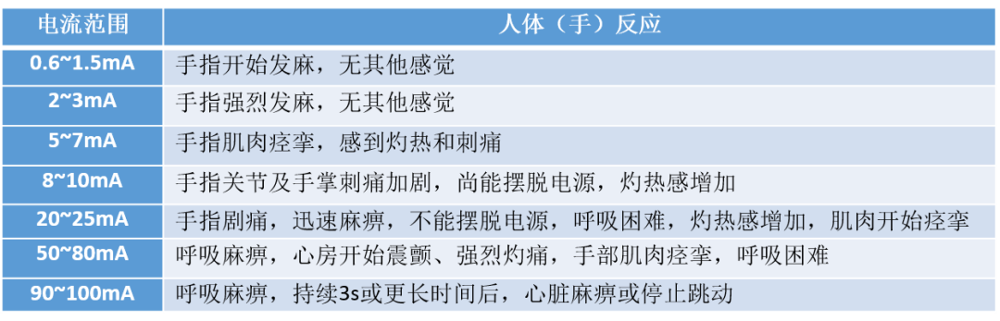 电流范围 人体（手）反应
0.6~1.5mA 手指开始发麻，无其他感觉
2~3mA 手指强烈发麻，无其他感觉
5~7mA 手指肌肉痉挛，感到灼热和刺痛
8~10mA 手指关节及手掌刺痛加剧，尚能摆脱电源，灼热感增加
20~25mA 手指剧痛，迅速麻痹，不能摆脱电源，呼吸困难，灼热感增加，肌肉开始痉挛
50~80mA 呼吸麻痹，心房开始震颤、强烈灼痛，手部肌肉痉挛，呼吸困难
90~100mA 呼吸麻痹，持续3s或更长时间后，心脏麻痹或停止跳动